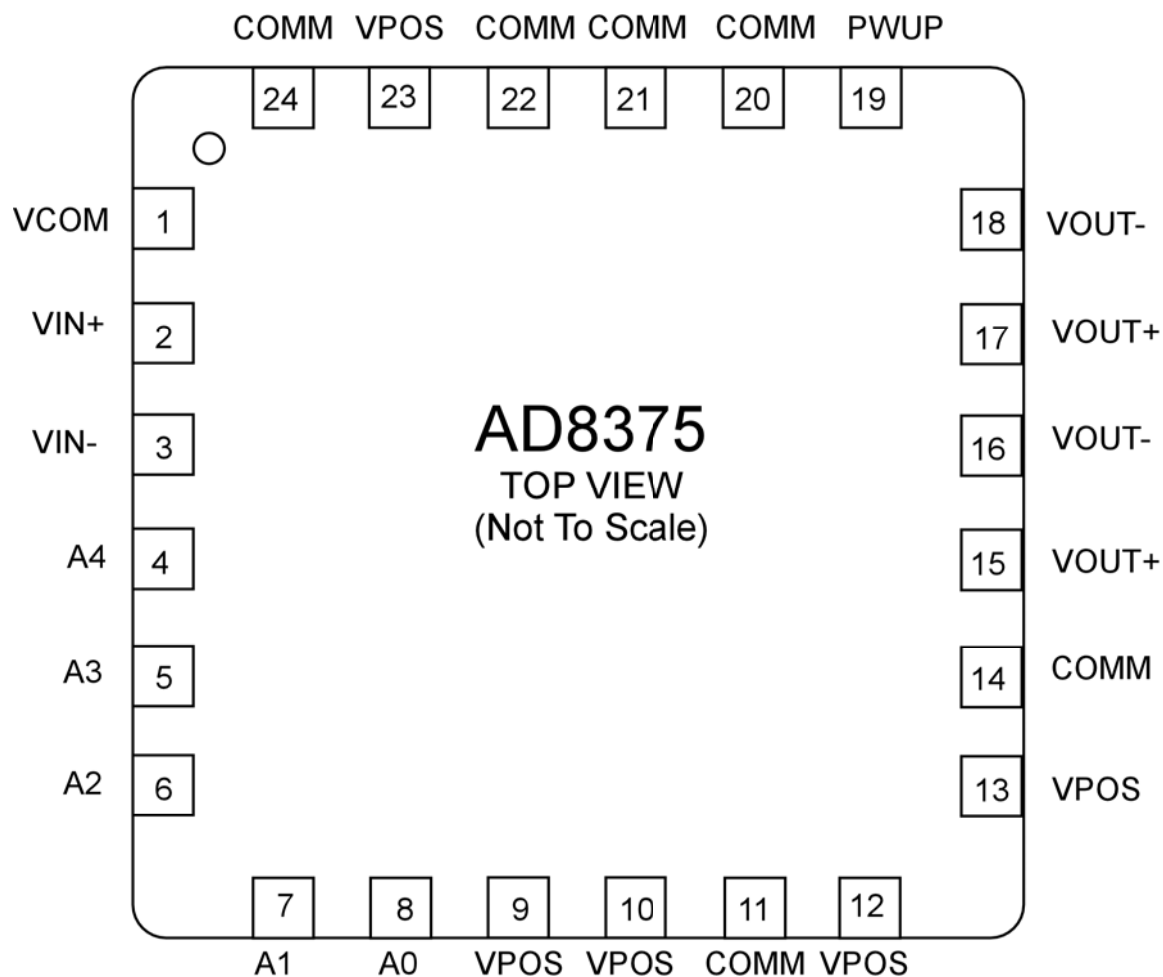 COMM VPOS COMM COMM COMM PWUP
24 23 22 21 20 19
VCOM 1 18 VOUT-
VIN+ 2 17 VOUT+
VIN- 3 16 VOUT-
AD8375
TOP VIEW
(Not To Scale)
A4 4 15 VOUT+
A3 5 14 COMM
A2 6 13 VPOS
7 8 9 10 11 12
A1 A0 VPOS VPOS COMM VPOS